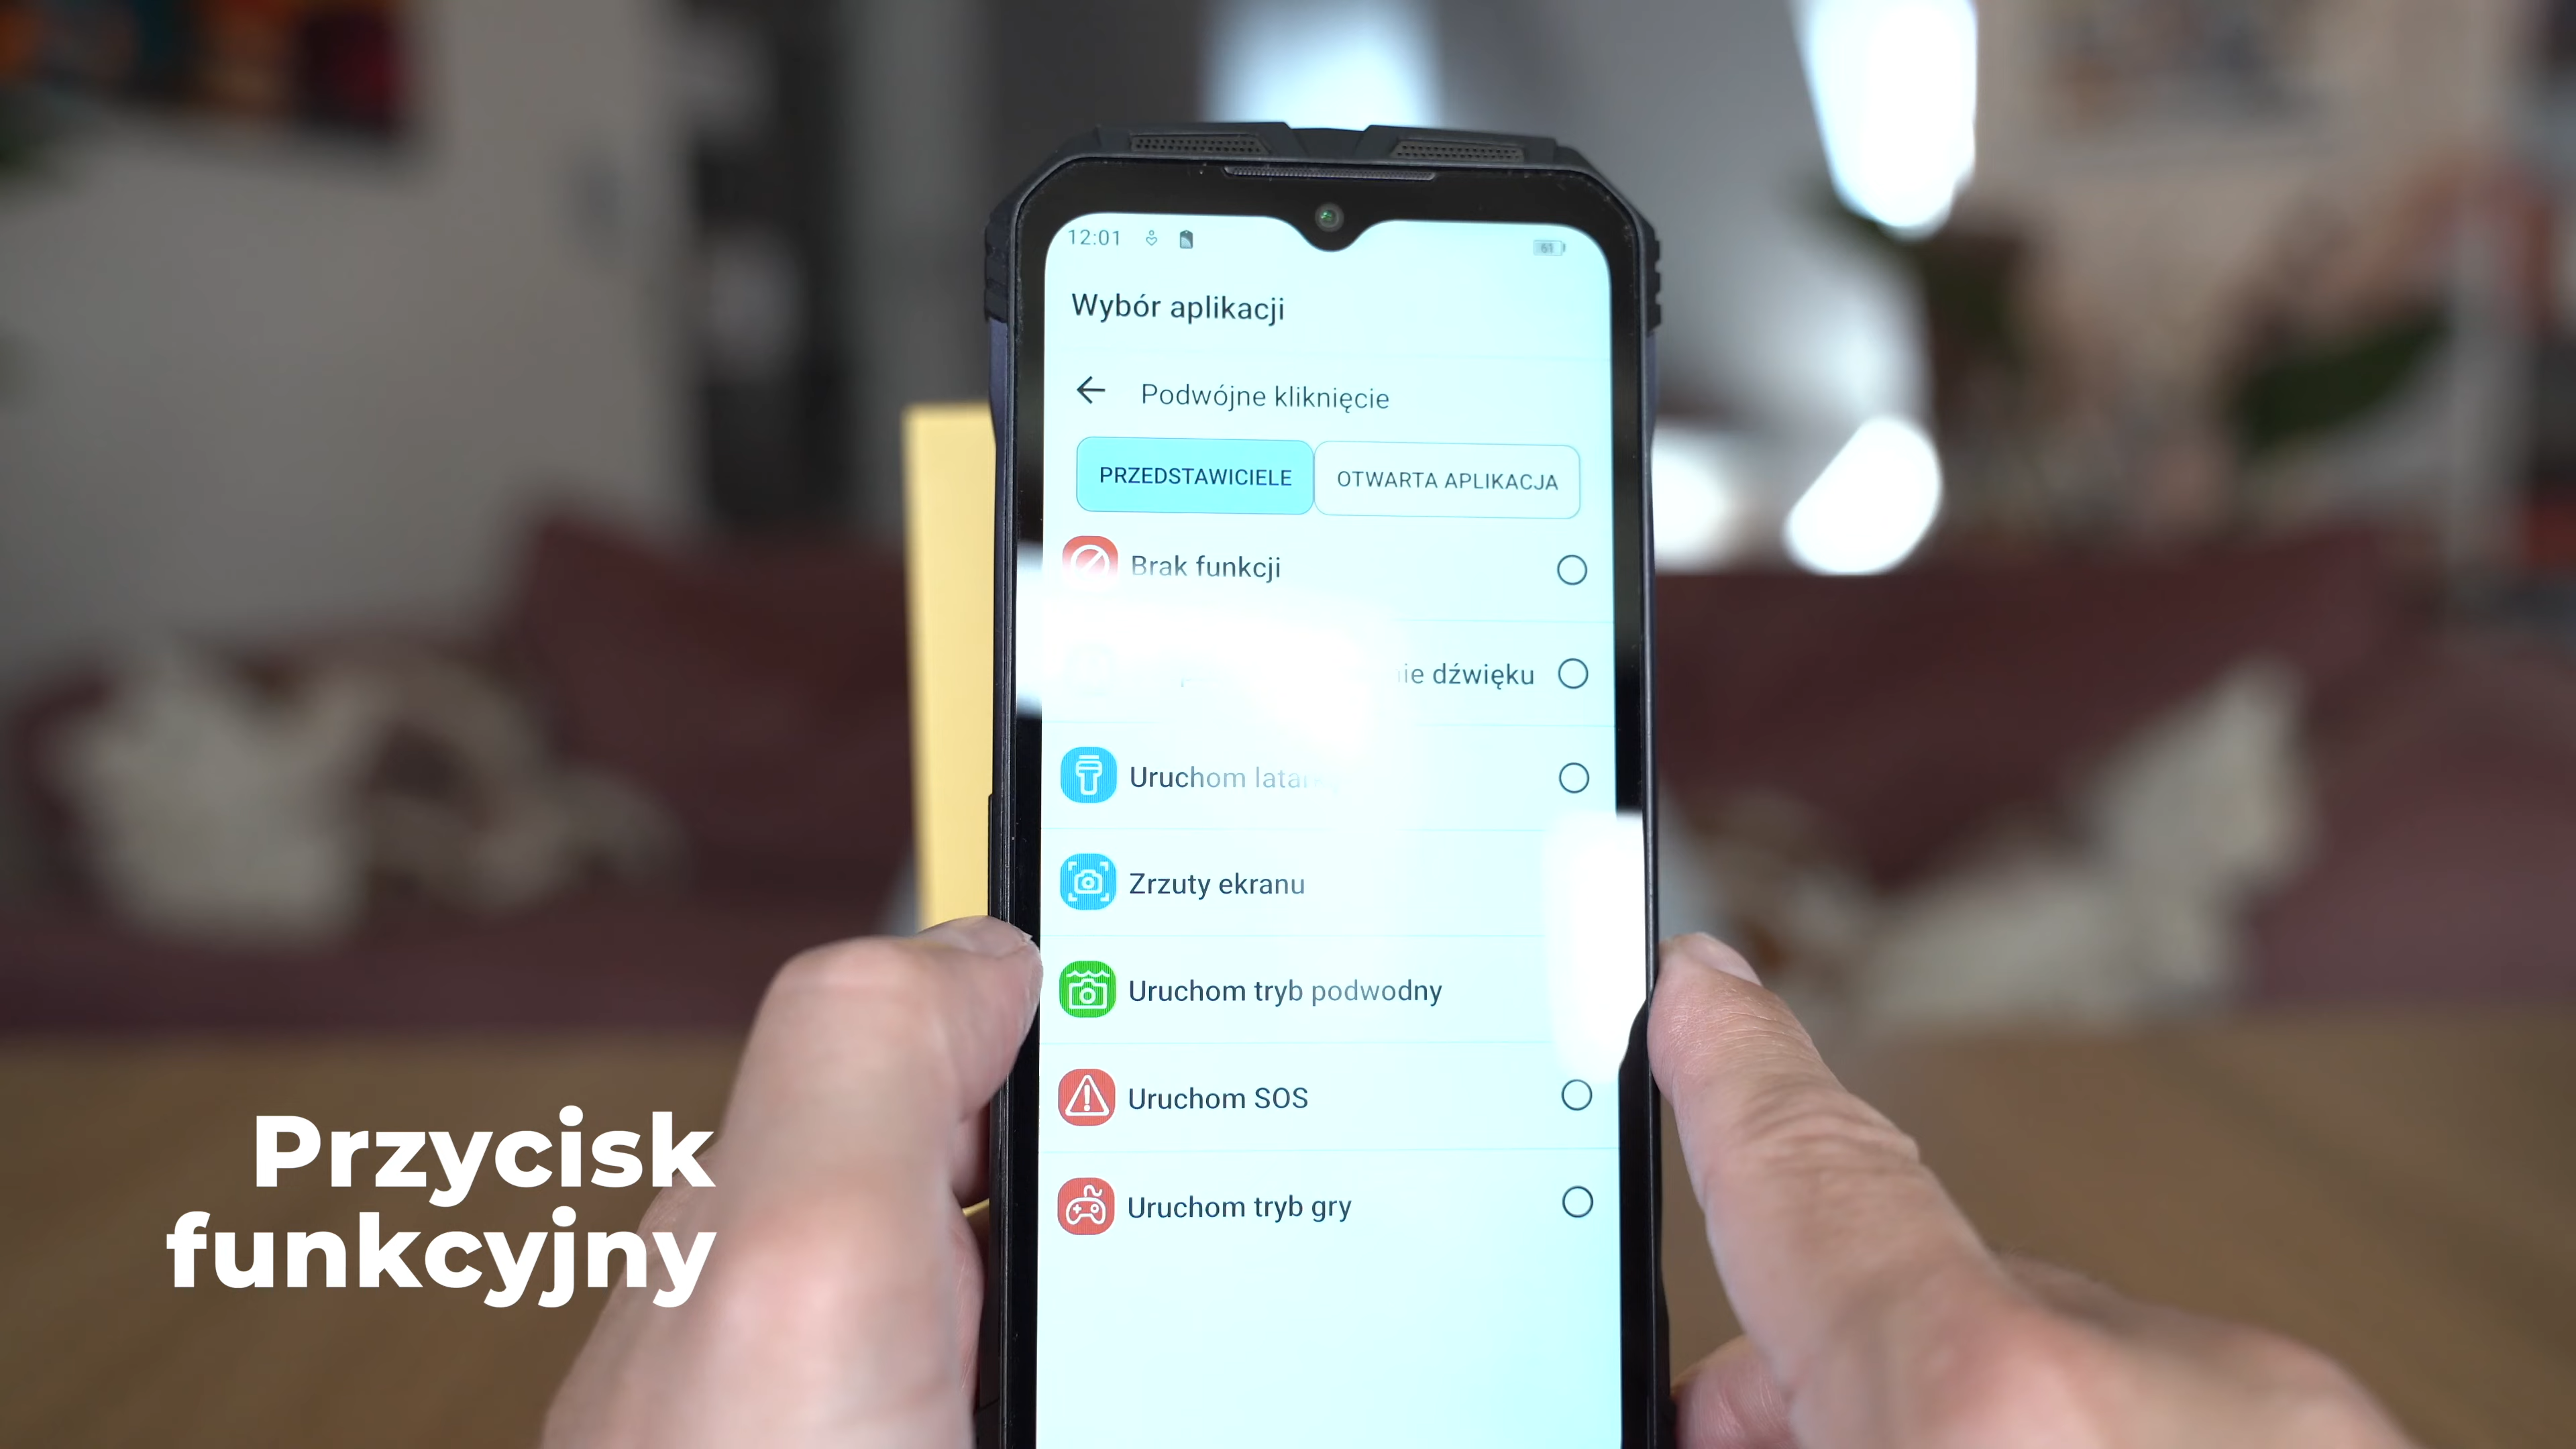 12:01
61
Wybór aplikacji
Podwójne kliknięcie
PRZEDSTAWICIELE
OTWARTA APLIKACJA
Brak funkcji
dźwięku
Uruchom
Zrzuty ekranu
Uruchom tryb podwodny
Uruchom SOS
Uruchom tryb gry
Przycisk
funkcyjny